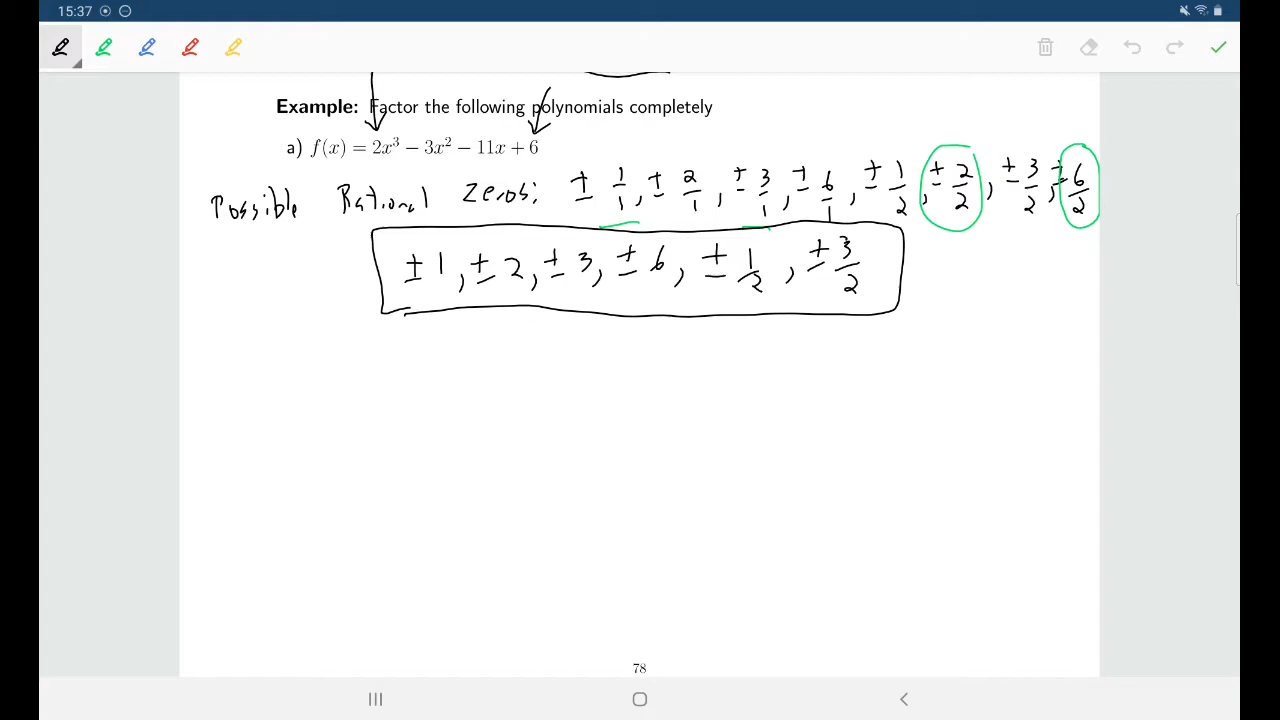 15:37
Example: Factor the following polynomials completely
a) f(x) = 2x³ − 3x² − 11x + 6
Possible Rational Zeros: ± 1/1, ± 2/1, ± 3/1, ± 6/1, ± 1/2, ± 2/2, ± 3/2, ± 6/2
± 1, ± 2, ± 3, ± 6, ± 1/2, ± 3/2
78